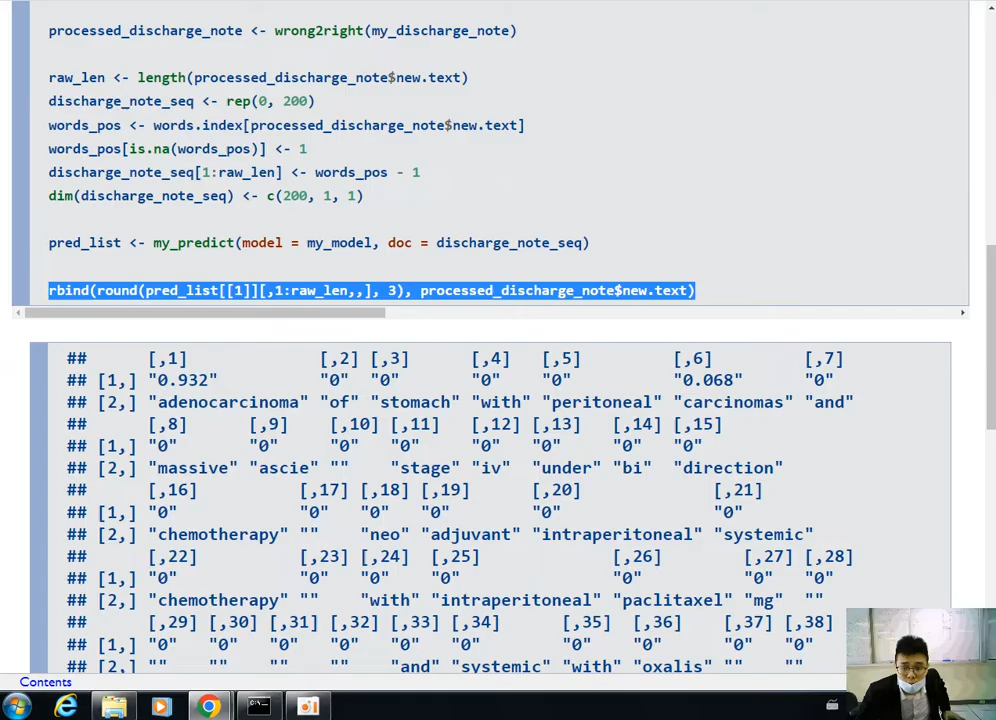 processed_discharge_note <- wrong2right(my_discharge_note)
raw_len <- length(processed_discharge_note$new.text)
discharge_note_seq <- rep(0, 200)
words_pos <- words.index[processed_discharge_note$new.text]
words_pos[is.na(words_pos)] <- 1
discharge_note_seq[1:raw_len] <- words_pos - 1
dim(discharge_note_seq) <- c(200, 1, 1)
pred_list <- my_predict(model = my_model, doc = discharge_note_seq)
rbind(round(pred_list[[1]][,1:raw_len,,], 3), processed_discharge_note$new.text)
## [,1] [,2] [,3] [,4] [,5] [,6] [,7]
## [1,] "0.932" "0" "0" "0" "0" "0.068" "0"
## [2,] "adenocarcinoma" "of" "stomach" "with" "peritoneal" "carcinomas" "and"
## [,8] [,9] [,10] [,11] [,12] [,13] [,14] [,15]
## [1,] "0" "0" "0" "0" "0" "0" "0" "0"
## [2,] "massive" "ascie" "" "stage" "iv" "under" "bi" "direction"
## [,16] [,17] [,18] [,19] [,20] [,21]
## [1,] "0" "0" "0" "0" "0" "0"
## [2,] "chemotherapy" "" "neo" "adjuvant" "intraperitoneal" "systemic"
## [,22] [,23] [,24] [,25] [,26] [,27] [,28]
## [1,] "0" "0" "0" "0" "0" "0" "0"
## [2,] "chemotherapy" "" "with" "intraperitoneal" "paclitaxel" "mg" ""
## [,29] [,30] [,31] [,32] [,33] [,34] [,35] [,36] [,37] [,38]
## [1,] "0" "0" "0" "0" "0" "0" "0" "0" "0" "0"
## [2,] "" "" "" "" "and" "systemic" "with" "oxalis" "" ""
Contents